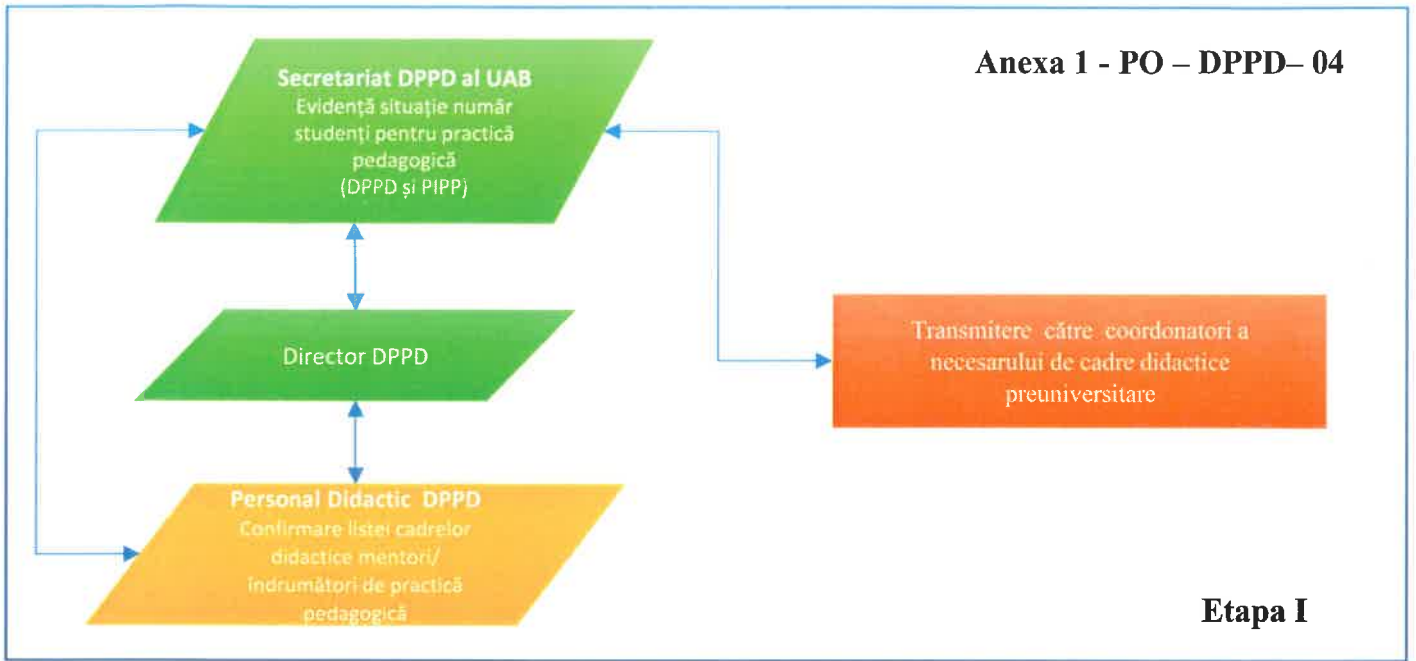 Anexa 1 - PO – DPPD– 04
Secretariat DPPD al UAB
Evidență situație număr
studenți pentru practică
pedagogică
(DPPD și PIPP)
Director DPPD
Transmitere către coordonatori a
necesarului de cadre didactice
preuniversitare
Personal Didactic DPPD
Confirmare listei cadrelor
didactice mentori/
îndrumători de practică
pedagogică
Etapa I